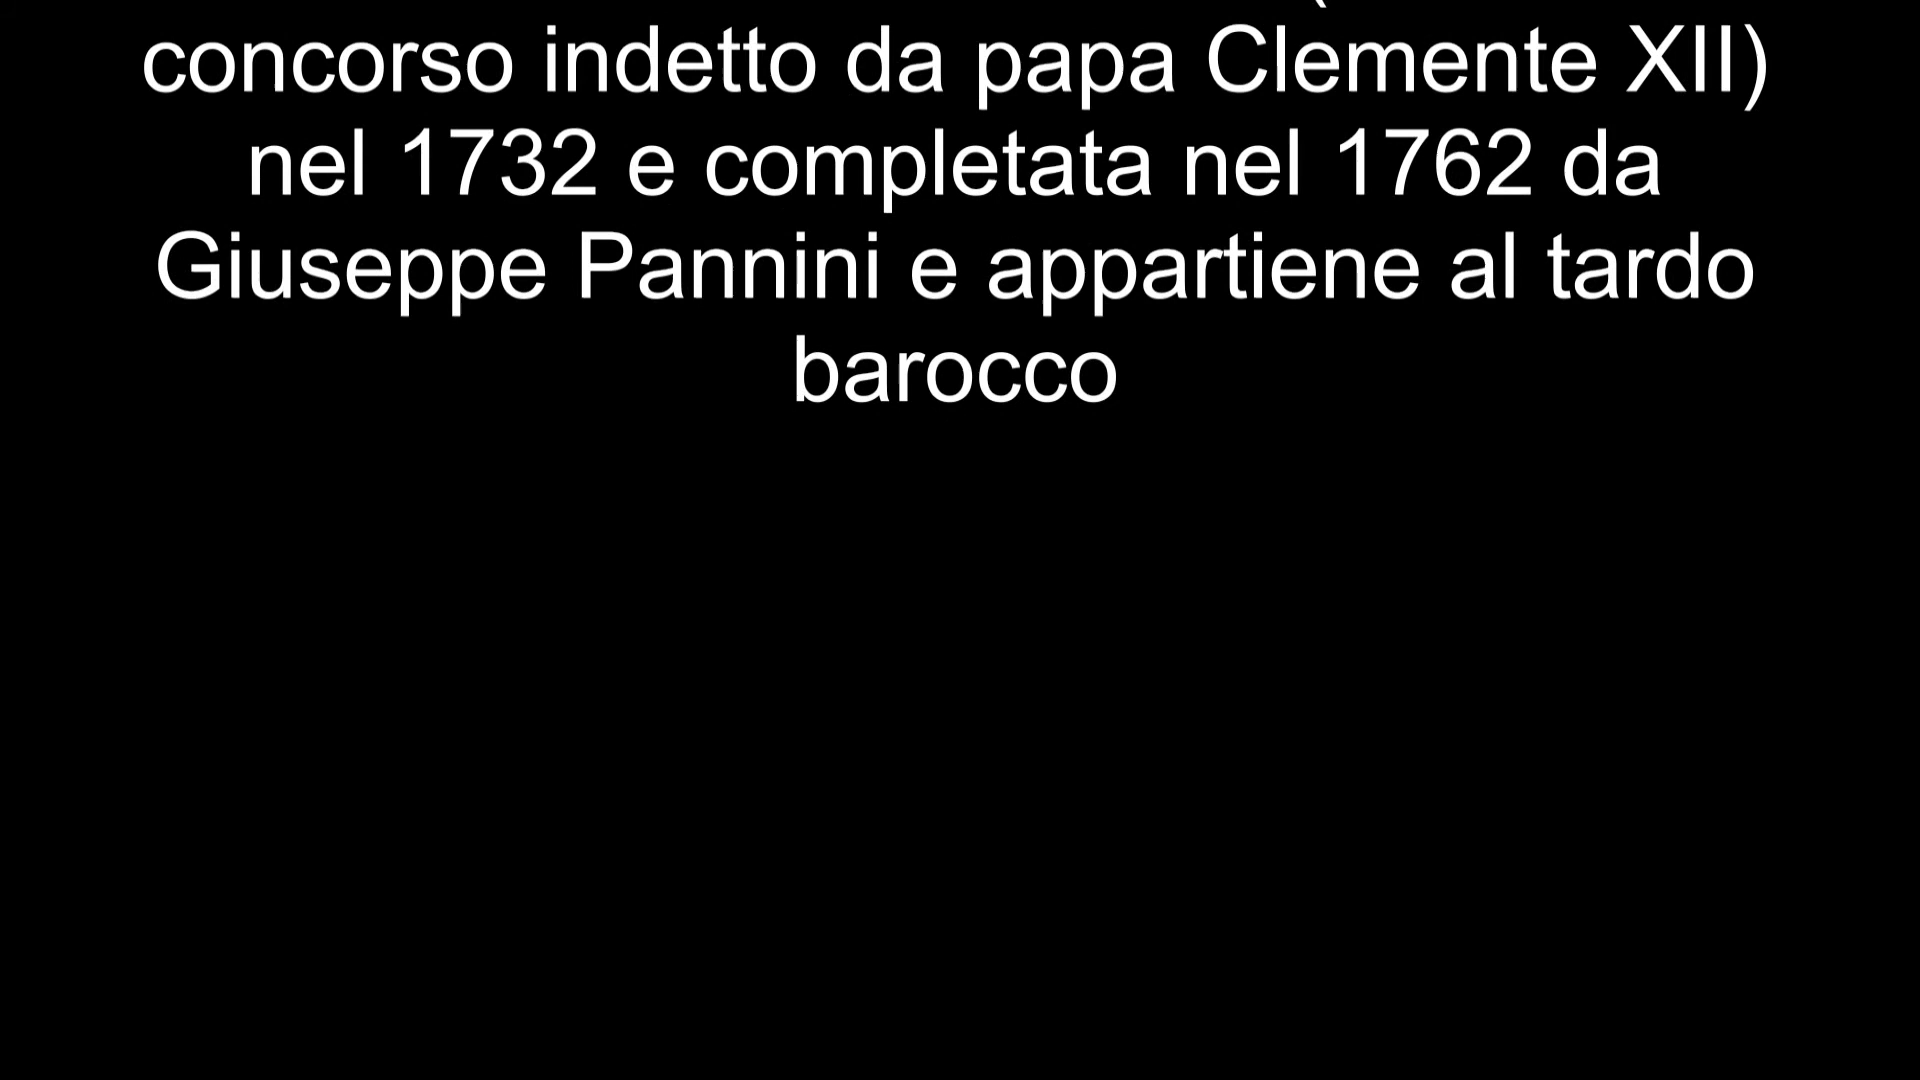 concorso indetto da papa Clemente XII)
nel 1732 e completata nel 1762 da
Giuseppe Pannini e appartiene al tardo
barocco